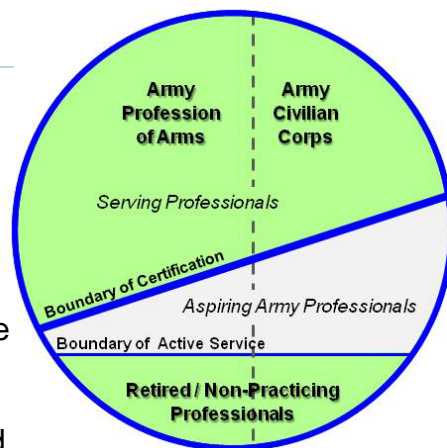 Army
Profession
of Arms
Army
Civilian
Corps
Serving Professionals
Boundary of Certification
Aspiring Army Professionals
Boundary of Active Service
Retired / Non-Practicing
Professionals